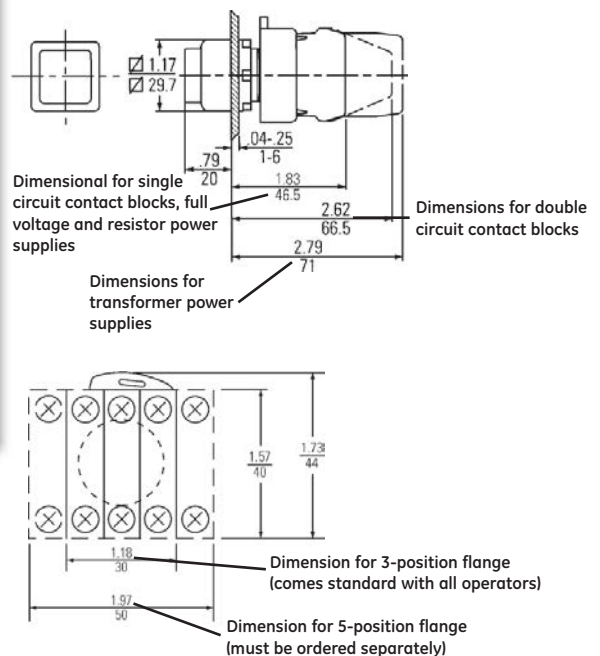 ⍁ 1.17
⍁ 29.7
.04-.25
1-6
.79
20
1.83
46.5
2.62
66.5
2.79
71
Dimensional for single
circuit contact blocks, full
voltage and resistor power
supplies
Dimensions for double
circuit contact blocks
Dimensions for
transformer power
supplies
1.57
40
1.73
44
1.18
30
Dimension for 3-position flange
(comes standard with all operators)
1.97
50
Dimension for 5-position flange
(must be ordered separately)